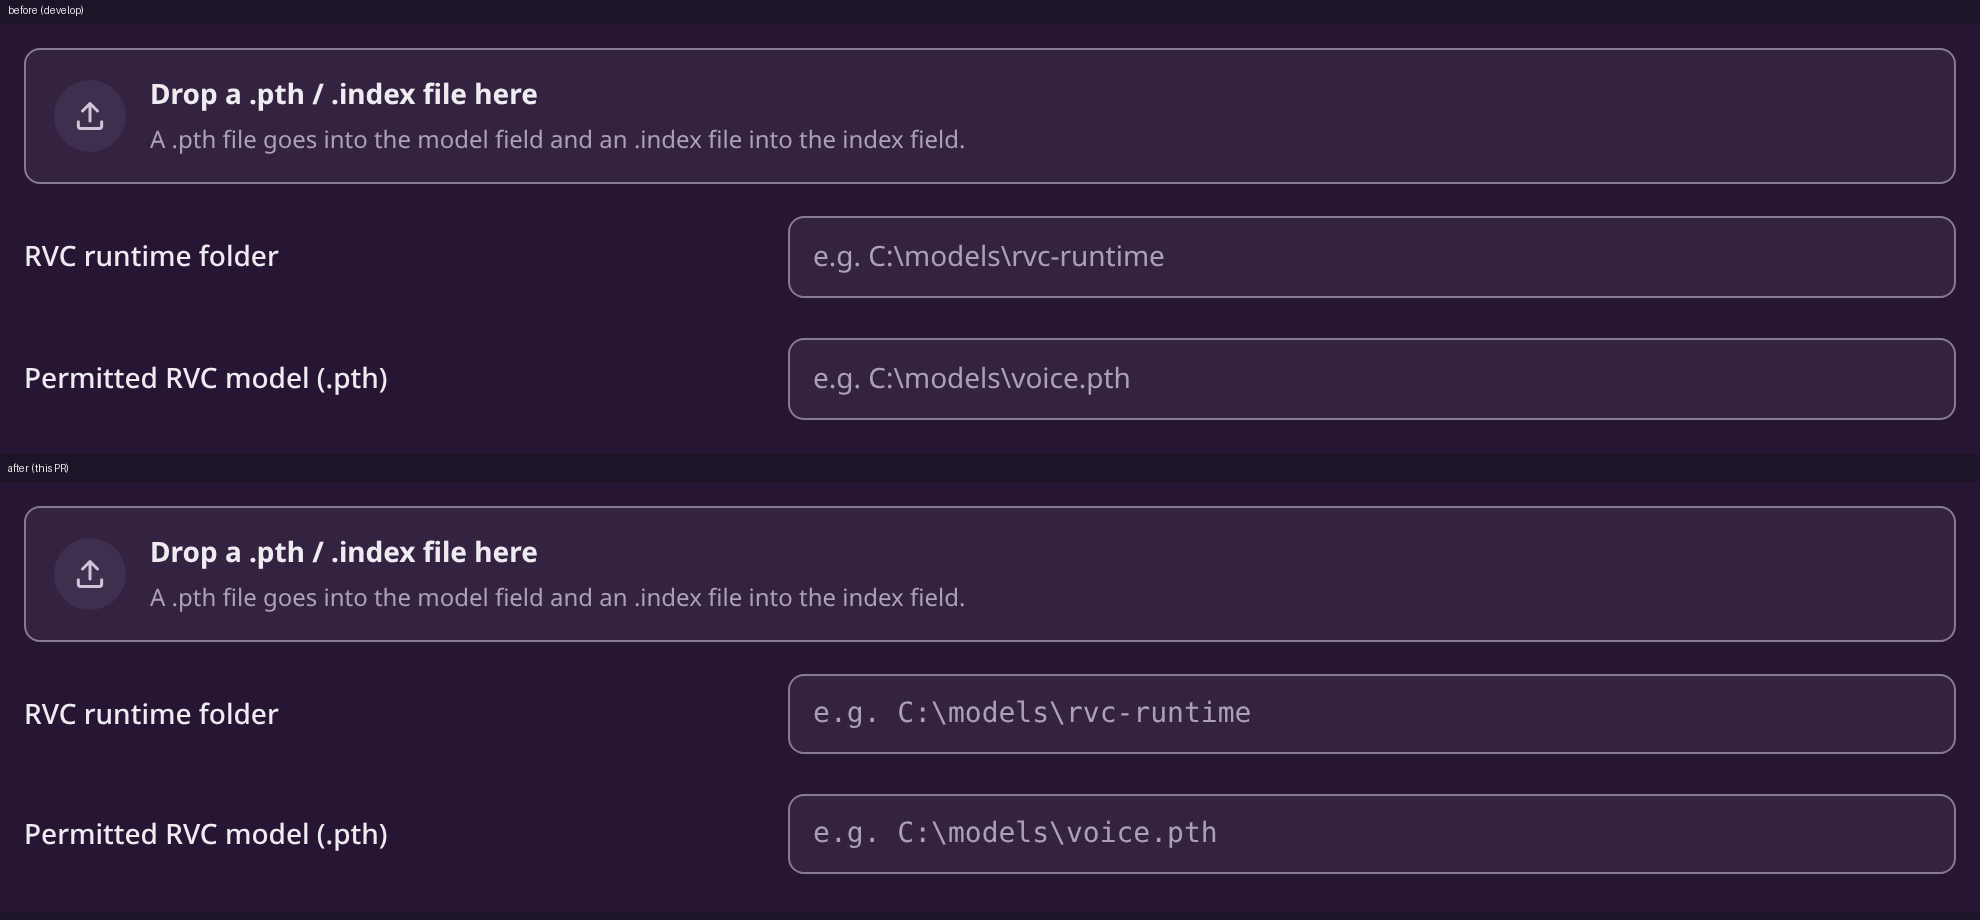 before (develop)
Drop a .pth / .index file here
A .pth file goes into the model field and an .index file into the index field.
RVC runtime folder
e.g. C:\models\rvc-runtime
Permitted RVC model (.pth)
e.g. C:\models\voice.pth
after (this PR)
Drop a .pth / .index file here
A .pth file goes into the model field and an .index file into the index field.
RVC runtime folder
e.g. C:\models\rvc-runtime
Permitted RVC model (.pth)
e.g. C:\models\voice.pth